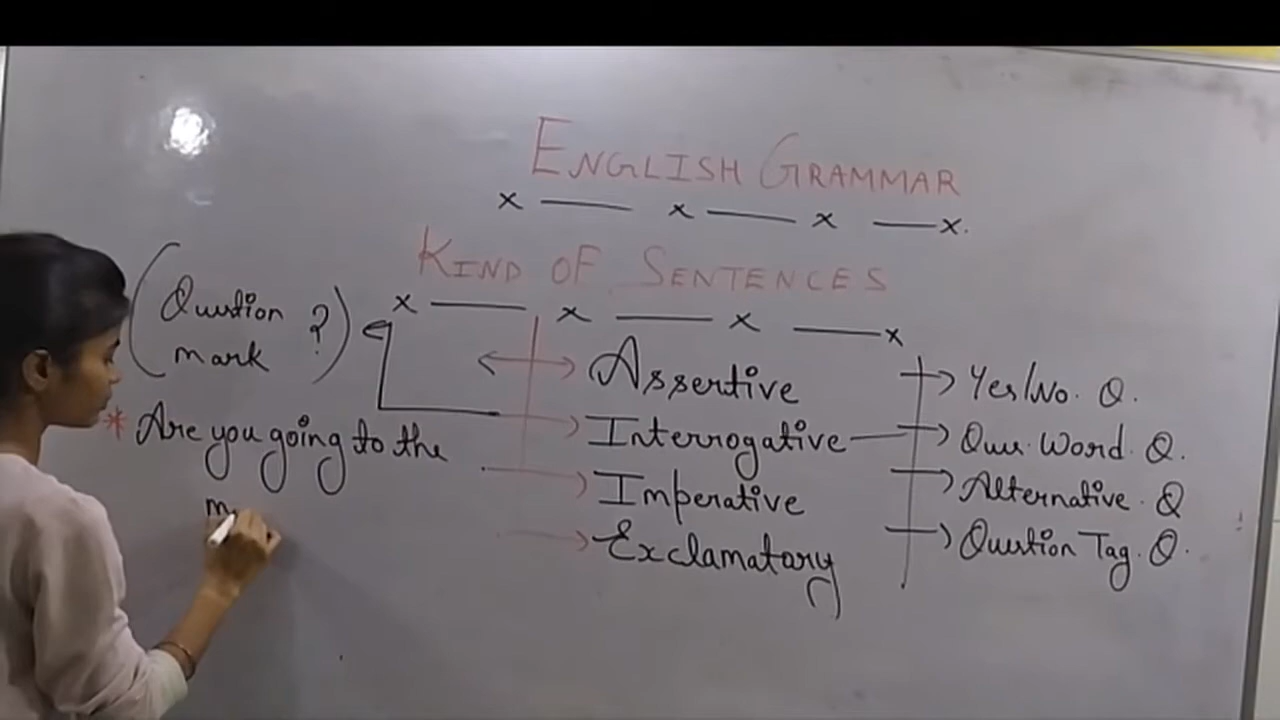 ENGLISH GRAMMAR
x — x — x — x.
KIND OF SENTENCES
x — x — x — x
(Question mark ?)
Assertive
Interrogative
Imperative
Exclamatory
Yes/No. Q.
Ques. Word. Q.
Alternative. Q
Question Tag. Q.
* Are you going to the
m